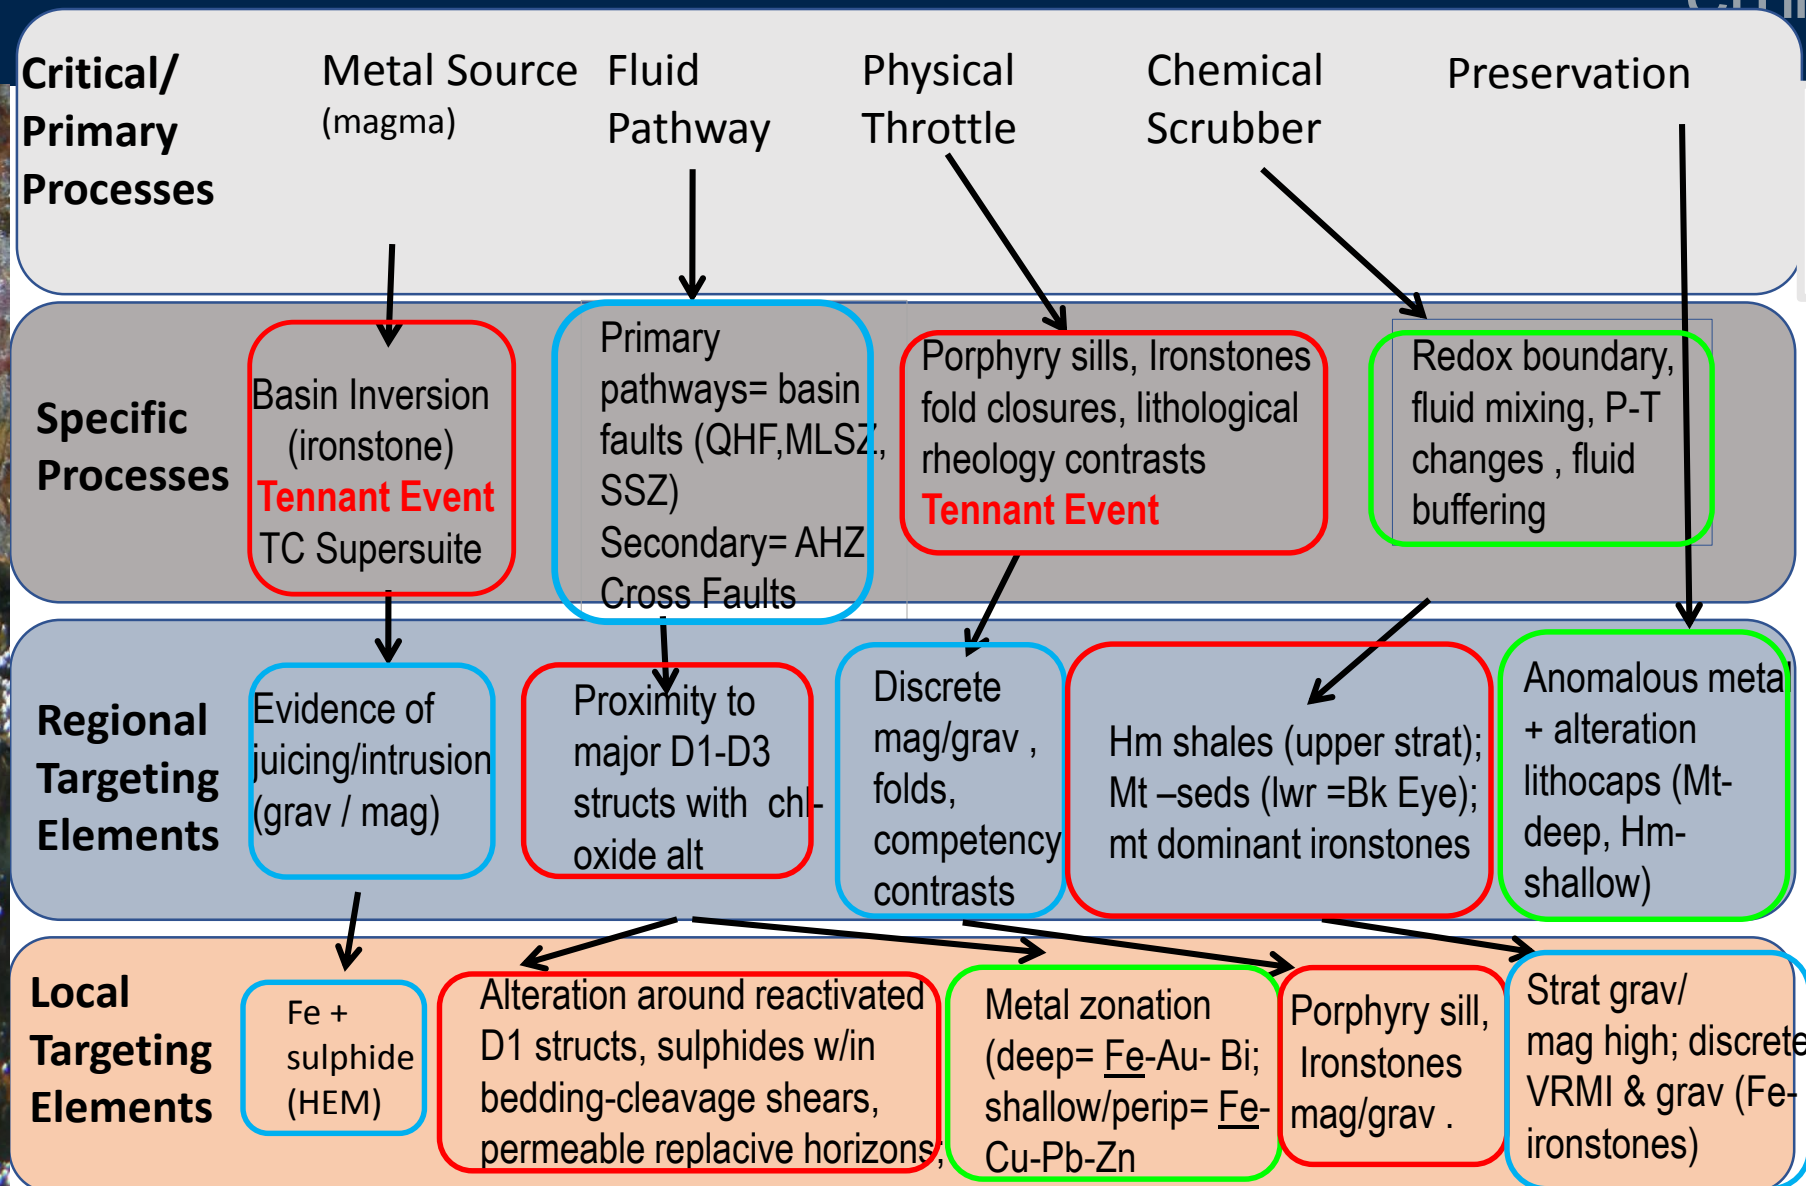 Critical/
Primary
Processes
Metal Source
(magma)
Fluid
Pathway
Physical
Throttle
Chemical
Scrubber
Preservation
Specific
Processes
Basin Inversion
(ironstone)
Tennant Event
TC Supersuite
Primary
pathways= basin
faults (QHF,MLSZ,
SSZ)
Secondary= AHZ
Cross Faults
Porphyry sills, Ironstones
fold closures, lithological
rheology contrasts
Tennant Event
Redox boundary,
fluid mixing, P-T
changes , fluid
buffering
Regional
Targeting
Elements
Evidence of
juicing/intrusion
(grav / mag)
Proximity to
major D1-D3
structs with chl-
oxide alt
Discrete
mag/grav ,
folds,
competency
contrasts
Hm shales (upper strat);
Mt –seds (lwr =Bk Eye);
mt dominant ironstones
Anomalous metal
+ alteration
lithocaps (Mt-
deep, Hm-
shallow)
Local
Targeting
Elements
Fe +
sulphide
(HEM)
Alteration around reactivated
D1 structs, sulphides w/in
bedding-cleavage shears,
permeable replacive horizons;
Metal zonation
(deep= Fe-Au- Bi;
shallow/perip= Fe-
Cu-Pb-Zn
Porphyry sill,
Ironstones
mag/grav .
Strat grav/
mag high; discrete
VRMI & grav (Fe-
ironstones)